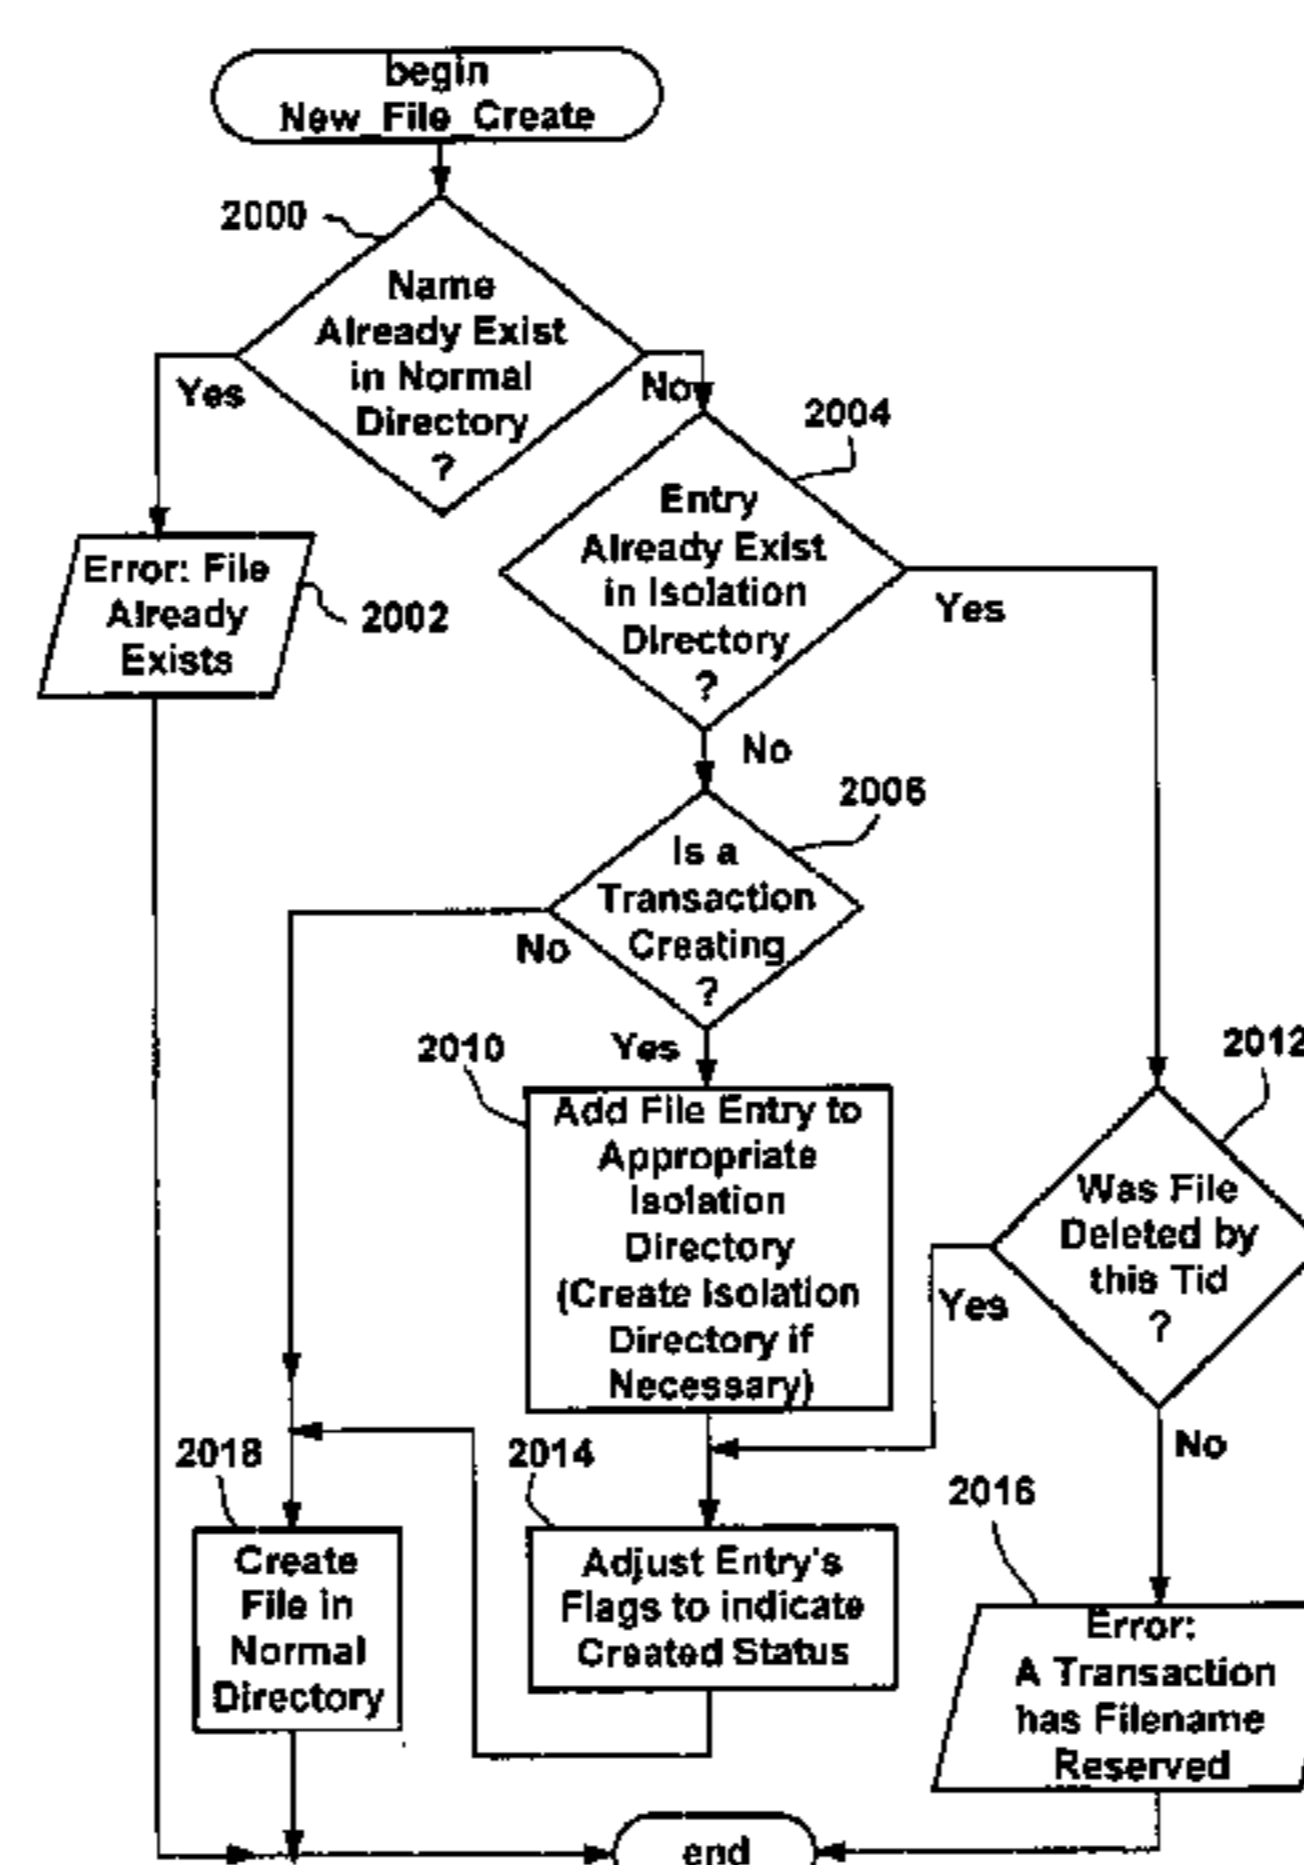 begin
New_File_Create
2000
Name
Already Exist
in Normal
Directory
?
Yes
No
2004
Entry
Already Exist
in Isolation
Directory
?
Yes
Error: File
Already
Exists
2002
No
2006
Is a
Transaction
Creating
?
No
Yes
2010
Add File Entry to
Appropriate
Isolation
Directory
(Create Isolation
Directory if
Necessary)
2012
Was File
Deleted by
this Tid
?
Yes
No
2018
Create
File in
Normal
Directory
2014
Adjust Entry's
Flags to indicate
Created Status
2016
Error:
A Transaction
has Filename
Reserved
end